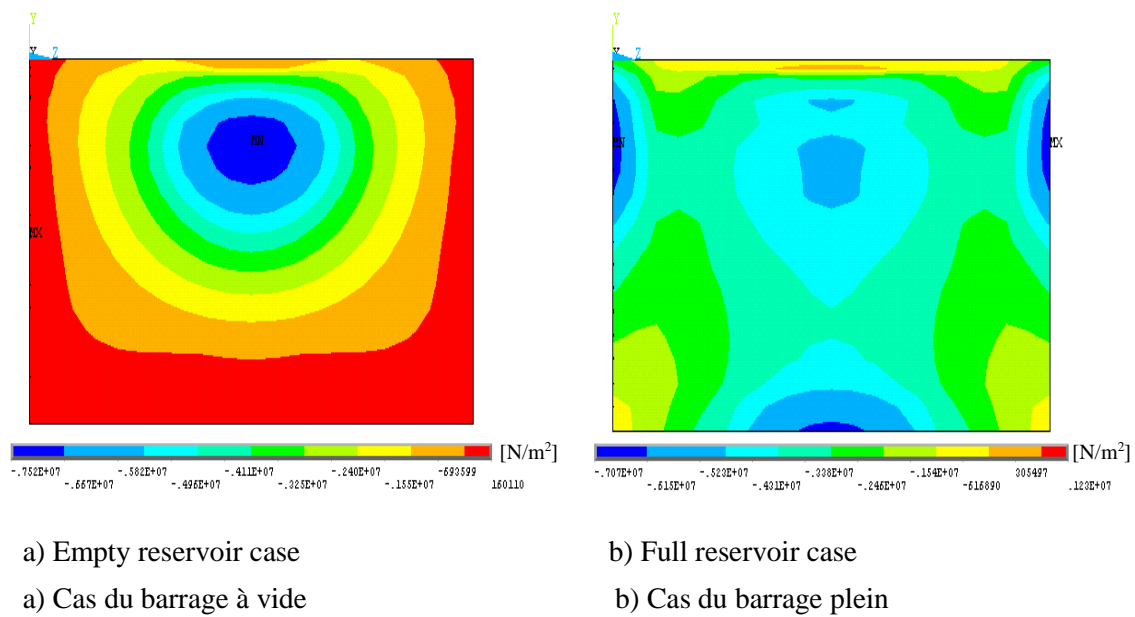 Y
Y Z
MN
MX
-.752E+07 -.582E+07 -.411E+07 -.240E+07 -693599
-.667E+07 -.496E+07 -.325E+07 -.155E+07 160110
[N/m²]
a) Empty reservoir case
a) Cas du barrage à vide
Y
Y Z
MN
MX
-.707E+07 -.523E+07 -.338E+07 -.154E+07 305497
-.615E+07 -.431E+07 -.246E+07 -616890 .123E+07
[N/m²]
b) Full reservoir case
b) Cas du barrage plein